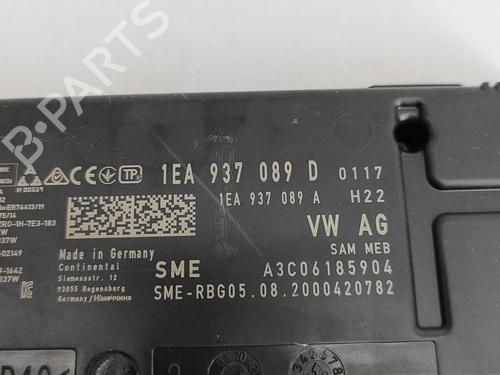 B-PARTS
1EA 937 089 D 0117
1EA 937 089 A H22
VW AG
SAM MEB
Made in Germany
Continental
Siemensstr. 12
93055 Regensburg
Germany/Німеччина
SME A3C06185904
SME-RBG05.08.2000420782